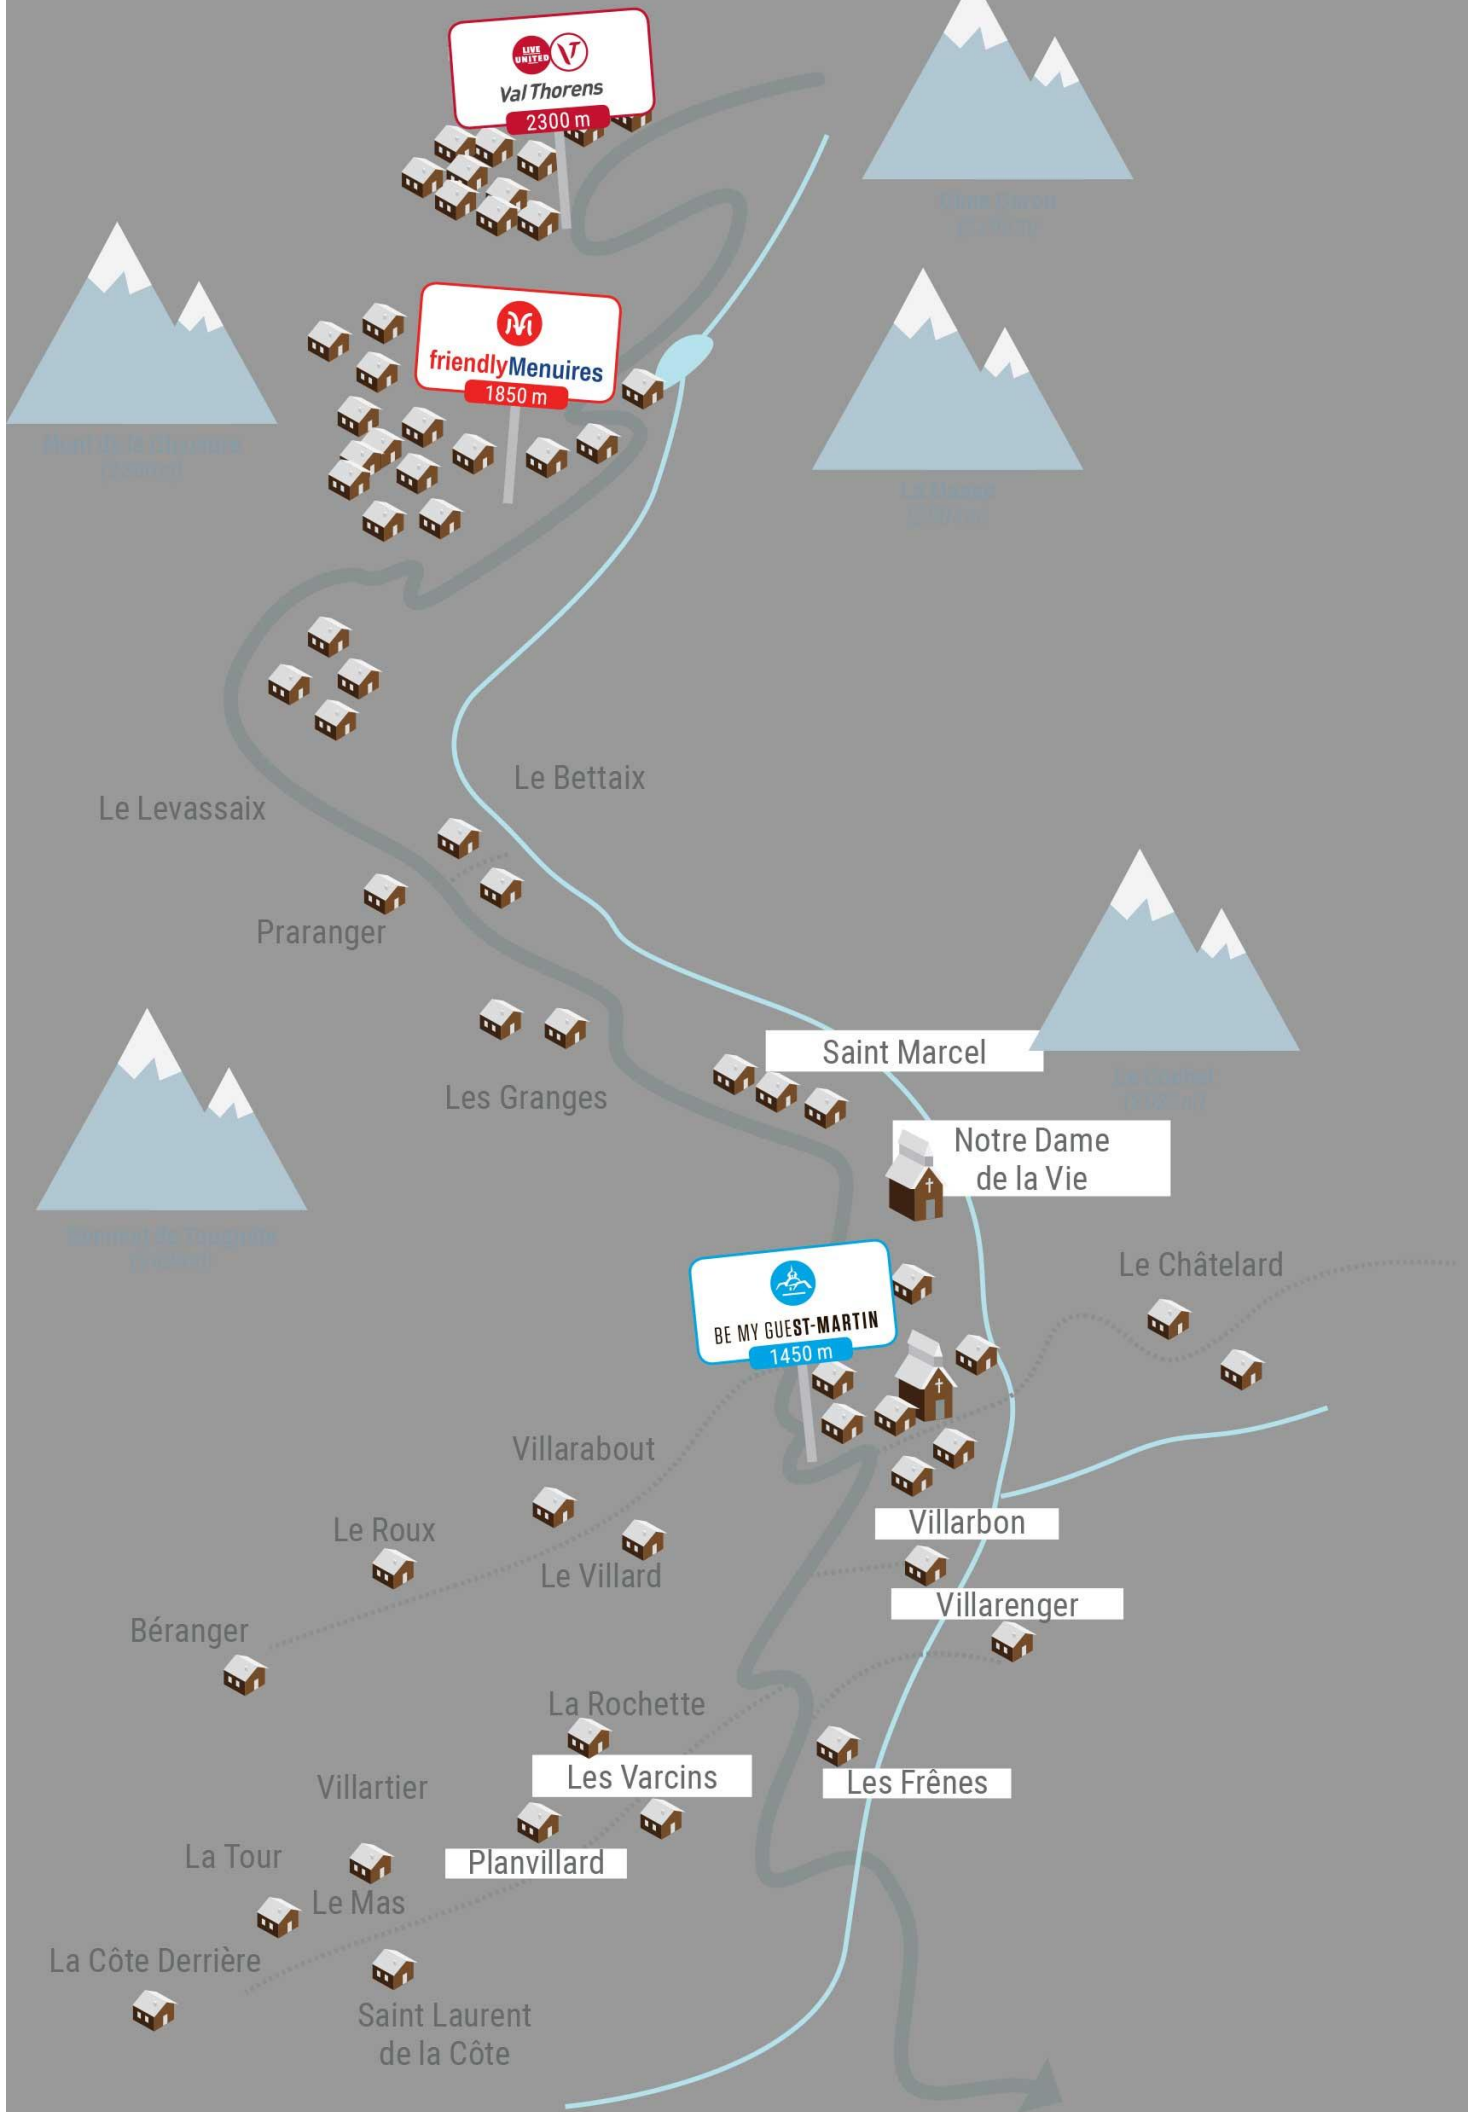 LIVE
UNITED
VT
Val Thorens
2300 m
friendlyMenuires
1850 m
Le Bettaix
Le Levassaix
Praranger
Saint Marcel
Les Granges
Notre Dame
de la Vie
Le Châtelard
BE MY GUEST-MARTIN
1450 m
Villarabout
Villarbon
Le Roux
Le Villard
Villarenger
Béranger
La Rochette
Les Varcins
Les Frênes
Villartier
La Tour
Planvillard
Le Mas
La Côte Derrière
Saint Laurent
de la Côte